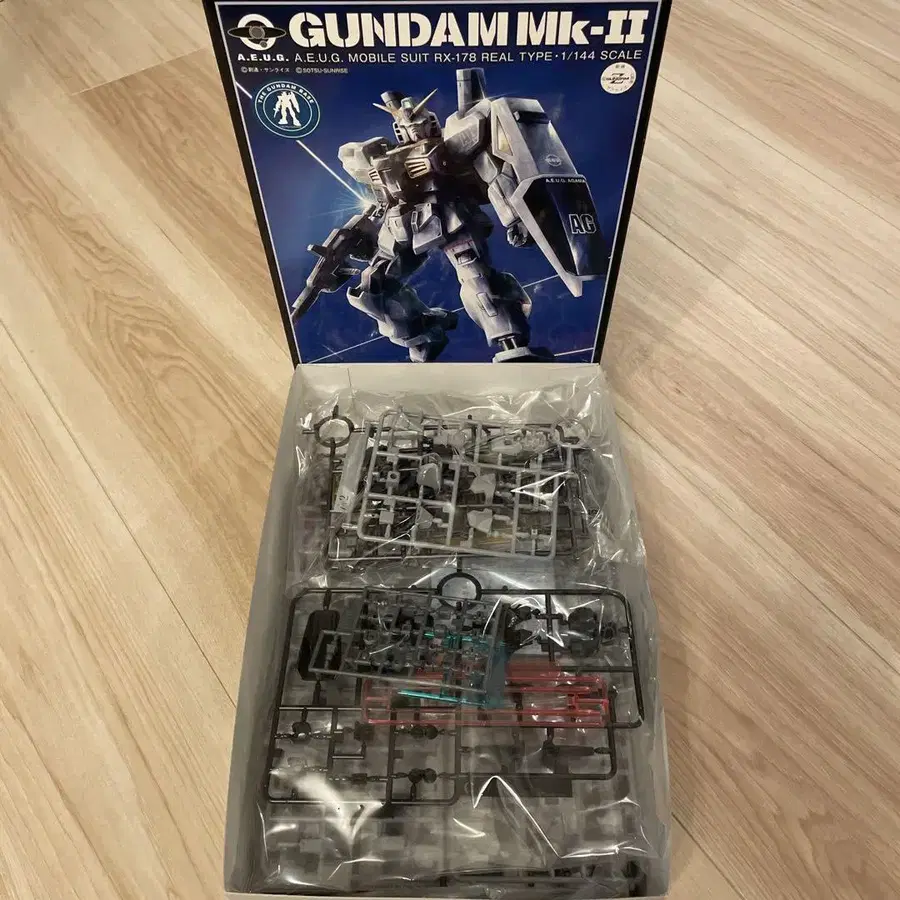 GUNDAM Mk-II
A.E.U.G.
A.E.U.G. MOBILE SUIT RX-178 REAL TYPE・1/144 SCALE
©創通・サンライズ ©SOTSU・SUNRISE
THE GUNDAM BASE
A.E.U.G. AGAMA
AG